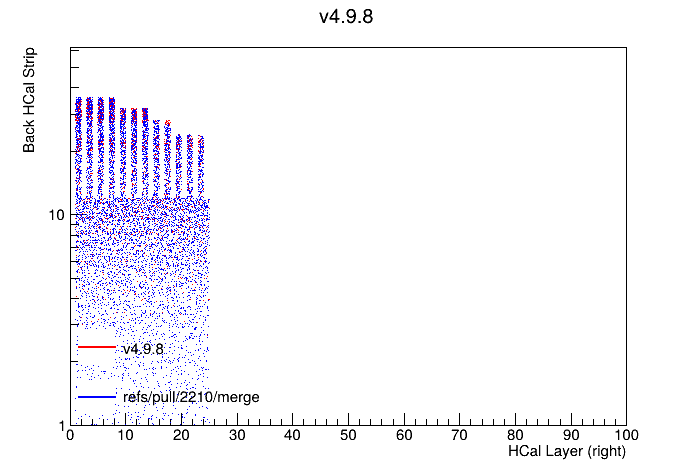 v4.9.8
Back HCal Strip
10
1
v4.9.8
refs/pull/2210/merge
0 10 20 30 40 50 60 70 80 90 100
HCal Layer (right)